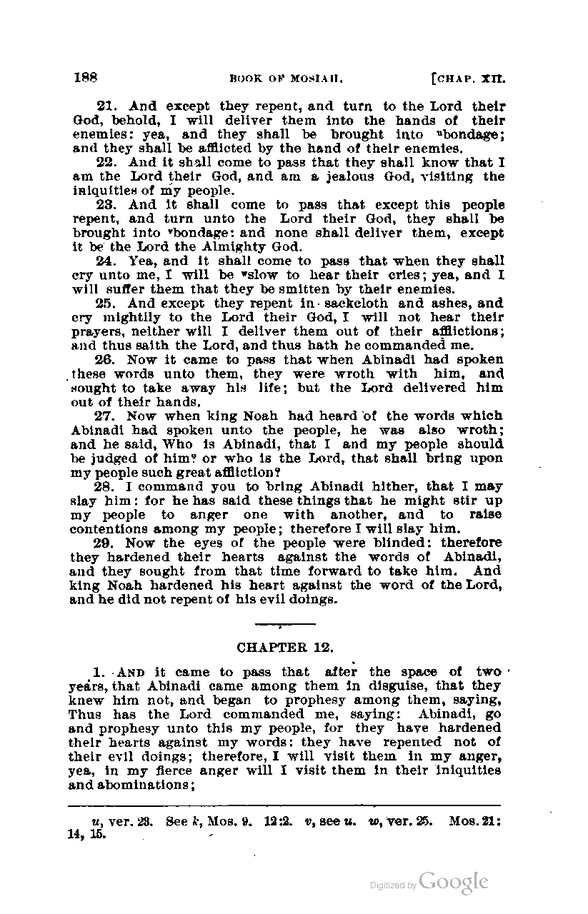 188 BOOK OF MOSIAH. [CHAP. XII.
21. And except they repent, and turn to the Lord their
God, behold, I will deliver them into the hands of their
enemies: yea, and they shall be brought into ᵘbondage;
and they shall be afflicted by the hand of their enemies.
22. And it shall come to pass that they shall know that I
am the Lord their God, and am a jealous God, visiting the
iniquities of my people.
23. And it shall come to pass that except this people
repent, and turn unto the Lord their God, they shall be
brought into ᵛbondage: and none shall deliver them, except
it be the Lord the Almighty God.
24. Yea, and it shall come to pass that when they shall
cry unto me, I will be ʷslow to hear their cries; yea, and I
will suffer them that they be smitten by their enemies.
25. And except they repent in sackcloth and ashes, and
cry mightily to the Lord their God, I will not hear their
prayers, neither will I deliver them out of their afflictions;
and thus saith the Lord, and thus hath he commanded me.
26. Now it came to pass that when Abinadi had spoken
these words unto them, they were wroth with him, and
sought to take away his life; but the Lord delivered him
out of their hands.
27. Now when king Noah had heard of the words which
Abinadi had spoken unto the people, he was also wroth;
and he said, Who is Abinadi, that I and my people should
be judged of him? or who is the Lord, that shall bring upon
my people such great affliction?
28. I command you to bring Abinadi hither, that I may
slay him: for he has said these things that he might stir up
my people to anger one with another, and to raise
contentions among my people; therefore I will slay him.
29. Now the eyes of the people were blinded: therefore
they hardened their hearts against the words of Abinadi,
and they sought from that time forward to take him. And
king Noah hardened his heart against the word of the Lord,
and he did not repent of his evil doings.
CHAPTER 12.
1. AND it came to pass that after the space of two
years, that Abinadi came among them in disguise, that they
knew him not, and began to prophesy among them, saying,
Thus has the Lord commanded me, saying: Abinadi, go
and prophesy unto this my people, for they have hardened
their hearts against my words: they have repented not of
their evil doings; therefore, I will visit them in my anger,
yea, in my fierce anger will I visit them in their iniquities
and abominations;
u, ver. 23. See k, Mos. 9. 12:2. v, see u. w, ver. 25. Mos. 21:
14, 15.
Digitized by Google